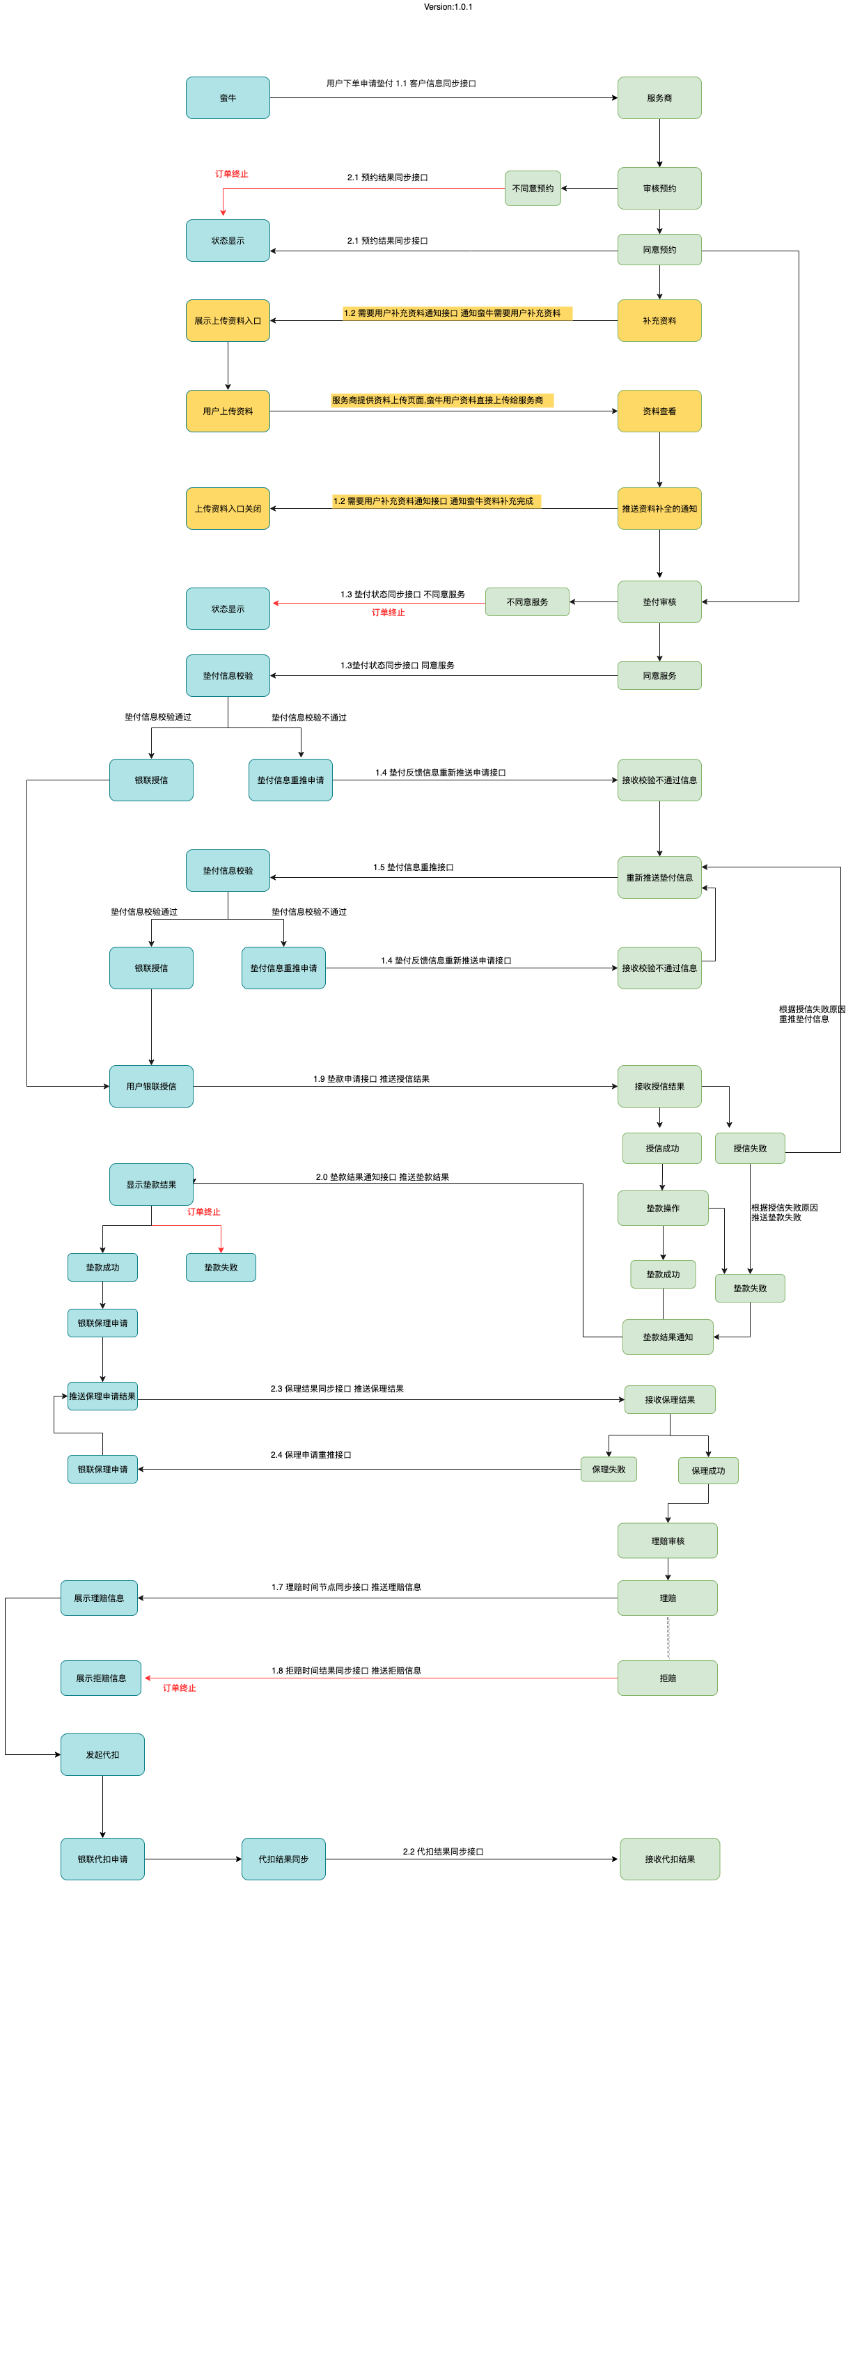 Version:1.0.1
用户下单申请垫付 1.1 客户信息同步接口
蛮牛
服务商
订单终止
2.1 预约结果同步接口
不同意预约
审核预约
状态显示
2.1 预约结果同步接口
同意预约
展示上传资料入口
1.2 需要用户补充资料通知接口 通知蛮牛需要用户补充资料
补充资料
用户上传资料
服务商提供资料上传页面,蛮牛用户资料直接上传给服务商
资料查看
上传资料入口关闭
1.2 需要用户补充资料通知接口 通知蛮牛资料补充完成
推送资料补全的通知
状态显示
1.3 垫付状态同步接口 不同意服务
订单终止
不同意服务
垫付审核
垫付信息校验
1.3垫付状态同步接口 同意服务
同意服务
垫付信息校验通过
垫付信息校验不通过
银联授信
垫付信息重推申请
1.4 垫付反馈信息重新推送申请接口
接收校验不通过信息
垫付信息校验
1.5 垫付信息重推接口
重新推送垫付信息
垫付信息校验通过
垫付信息校验不通过
银联授信
垫付信息重推申请
1.4 垫付反馈信息重新推送申请接口
接收校验不通过信息
根据授信失败原因
重推垫付信息
用户银联授信
1.9 垫款申请接口 推送授信结果
接收授信结果
授信成功
授信失败
显示垫款结果
2.0 垫款结果通知接口 推送垫款结果
订单终止
垫款操作
根据授信失败原因
推送垫款失败
垫款成功
垫款失败
垫款成功
垫款失败
银联保理申请
垫款结果通知
推送保理申请结果
2.3 保理结果同步接口 推送保理结果
接收保理结果
银联保理申请
2.4 保理申请重推接口
保理失败
保理成功
理赔审核
展示理赔信息
1.7 理赔时间节点同步接口 推送理赔信息
理赔
展示拒赔信息
1.8 拒赔时间结果同步接口 推送拒赔信息
订单终止
拒赔
发起代扣
银联代扣申请
代扣结果同步
2.2 代扣结果同步接口
接收代扣结果